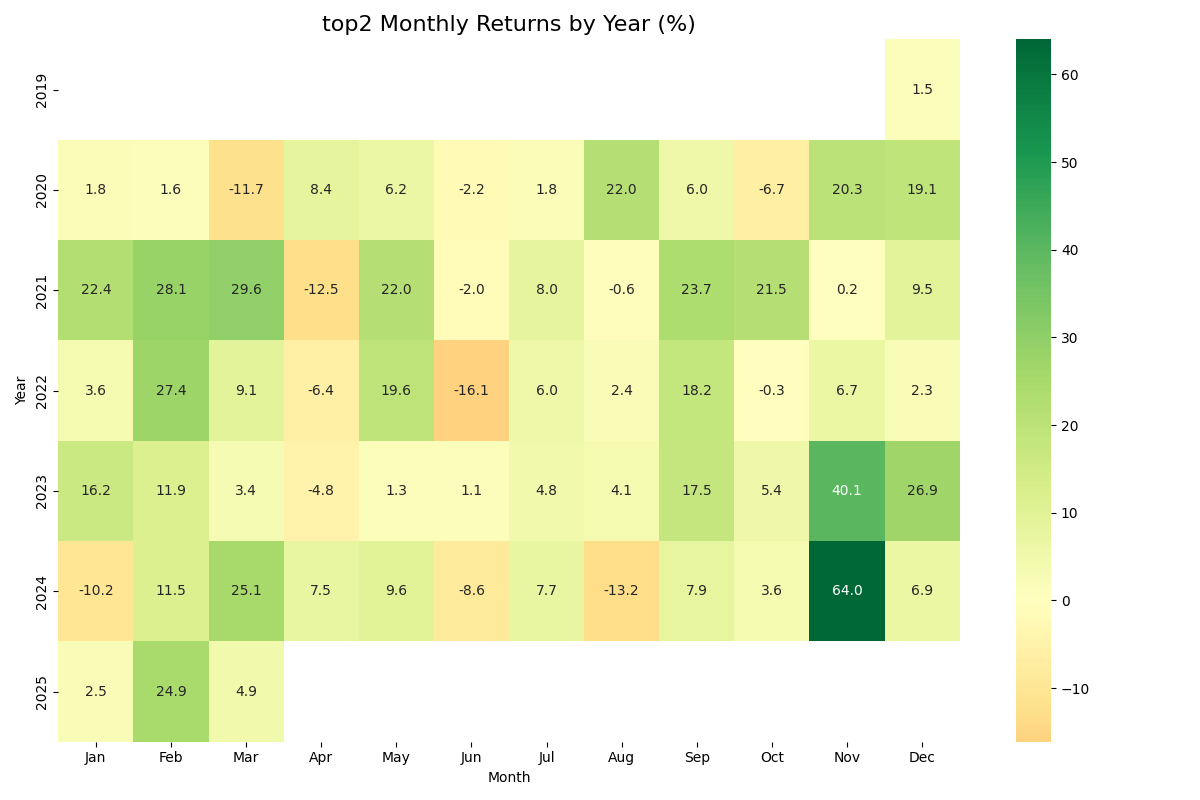 top2 Monthly Returns by Year (%)
2019 1.5
2020 1.8 1.6 -11.7 8.4 6.2 -2.2 1.8 22.0 6.0 -6.7 20.3 19.1
2021 22.4 28.1 29.6 -12.5 22.0 -2.0 8.0 -0.6 23.7 21.5 0.2 9.5
2022 3.6 27.4 9.1 -6.4 19.6 -16.1 6.0 2.4 18.2 -0.3 6.7 2.3
2023 16.2 11.9 3.4 -4.8 1.3 1.1 4.8 4.1 17.5 5.4 40.1 26.9
2024 -10.2 11.5 25.1 7.5 9.6 -8.6 7.7 -13.2 7.9 3.6 64.0 6.9
2025 2.5 24.9 4.9
Jan Feb Mar Apr May Jun Jul Aug Sep Oct Nov Dec
Month
Year
60
50
40
30
20
10
0
−10